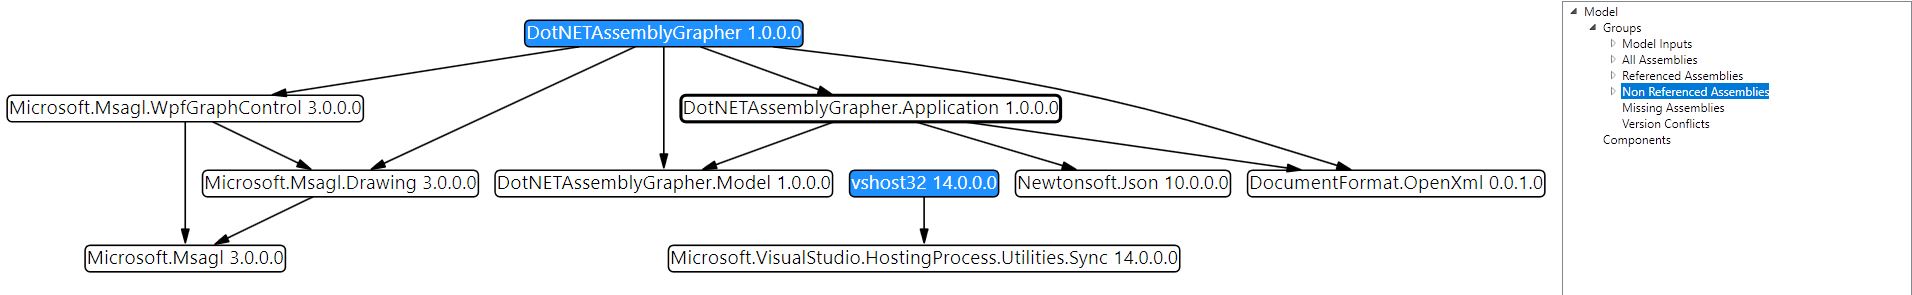 DotNETAssemblyGrapher 1.0.0.0
Microsoft.Msagl.WpfGraphControl 3.0.0.0
DotNETAssemblyGrapher.Application 1.0.0.0
Microsoft.Msagl.Drawing 3.0.0.0
DotNETAssemblyGrapher.Model 1.0.0.0
vshost32 14.0.0.0
Newtonsoft.Json 10.0.0.0
DocumentFormat.OpenXml 0.0.1.0
Microsoft.Msagl 3.0.0.0
Microsoft.VisualStudio.HostingProcess.Utilities.Sync 14.0.0.0
Model
Groups
Model Inputs
All Assemblies
Referenced Assemblies
Non Referenced Assemblies
Missing Assemblies
Version Conflicts
Components